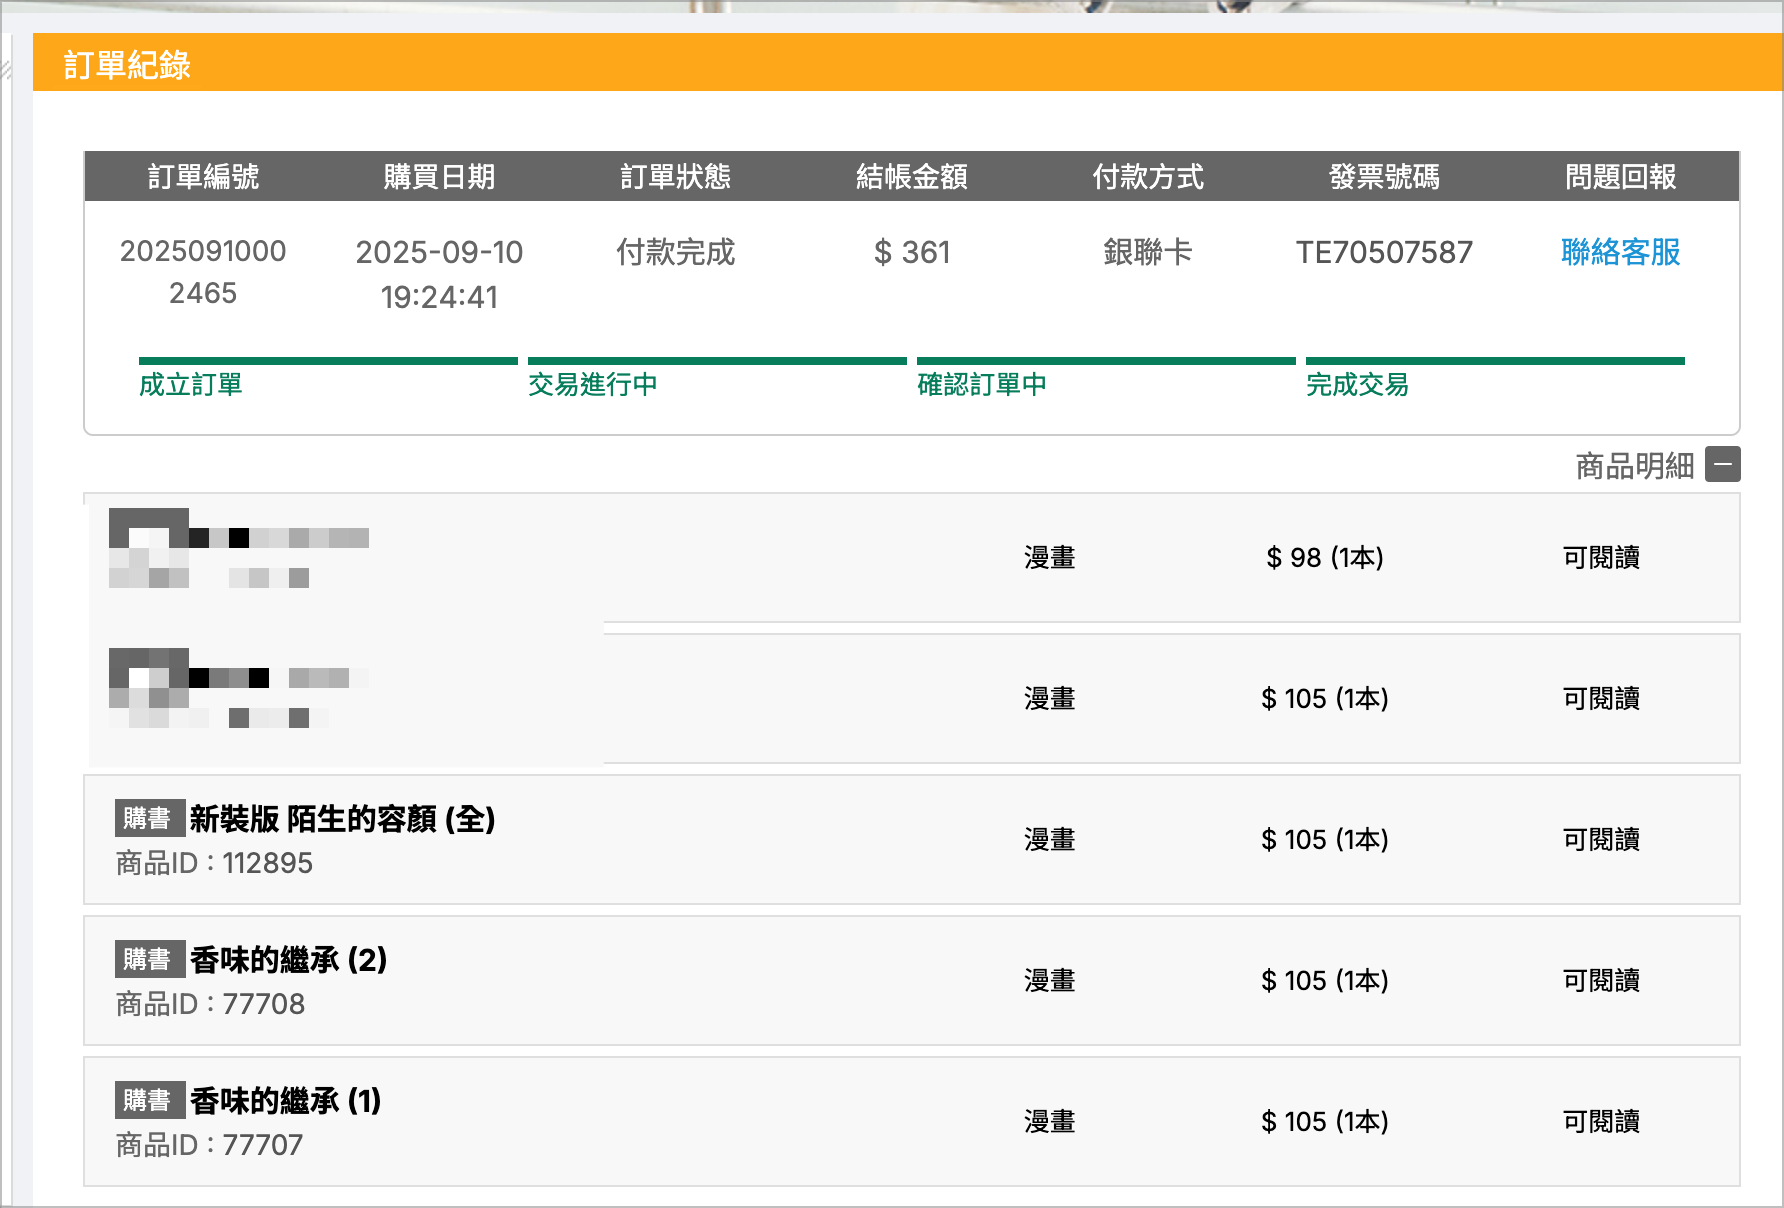 訂單紀錄
訂單編號 購買日期 訂單狀態 結帳金額 付款方式 發票號碼 問題回報
2025091000 2025-09-10 付款完成 $ 361 銀聯卡 TE70507587 聯絡客服
2465 19:24:41
成立訂單 交易進行中 確認訂單中 完成交易
商品明細
漫畫 $ 98 (1本) 可閱讀
漫畫 $ 105 (1本) 可閱讀
購書 新裝版 陌生的容顏 (全) 漫畫 $ 105 (1本) 可閱讀
商品ID : 112895
購書 香味的繼承 (2) 漫畫 $ 105 (1本) 可閱讀
商品ID : 77708
購書 香味的繼承 (1) 漫畫 $ 105 (1本) 可閱讀
商品ID : 77707